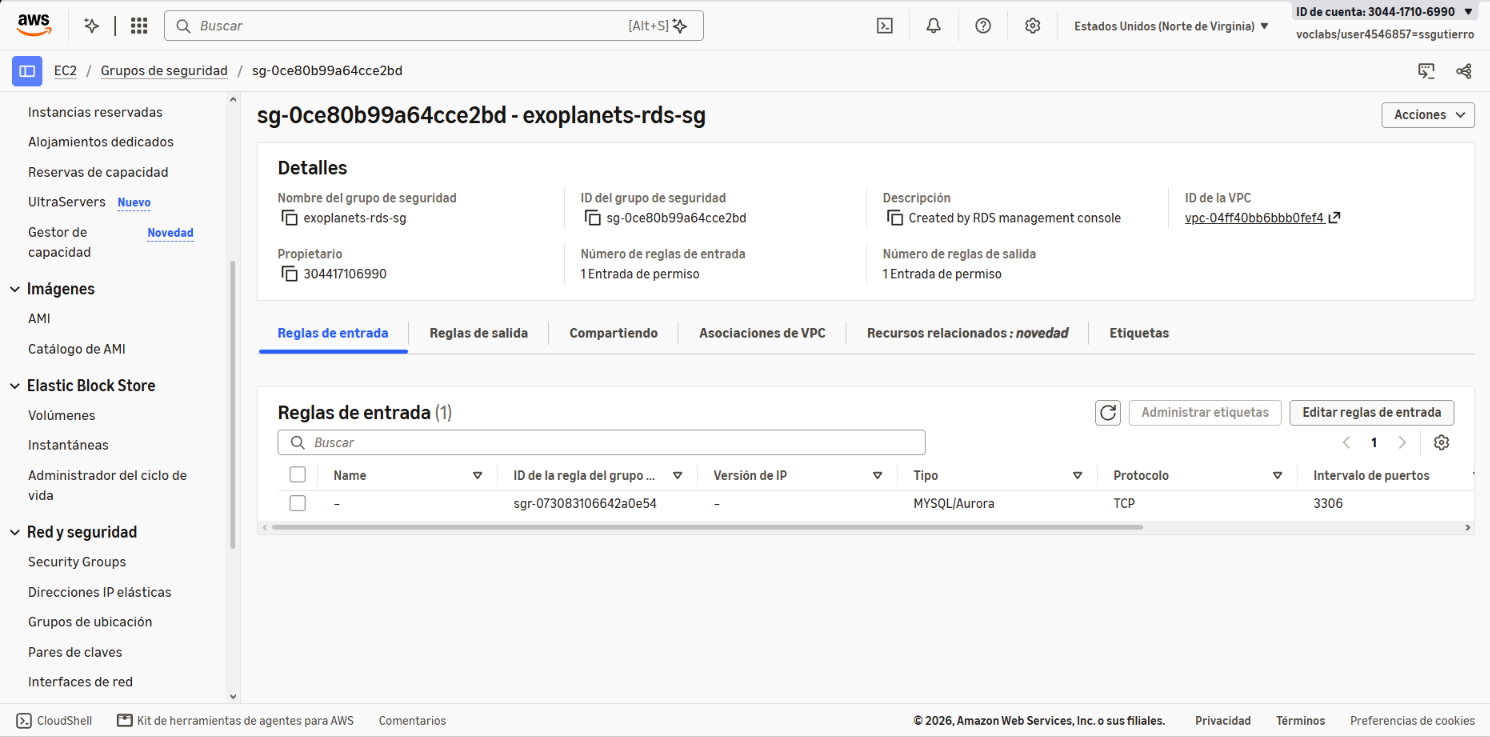 aws
Buscar [Alt+S]
Estados Unidos (Norte de Virginia) ▼
ID de cuenta: 3044-1710-6990 ▼
voclabs/user4546857=ssgutierro
EC2 / Grupos de seguridad / sg-0ce80b99a64cce2bd
Instancias reservadas
Alojamientos dedicados
Reservas de capacidad
UltraServers Nuevo
Gestor de capacidad Novedad
Imágenes
AMI
Catálogo de AMI
Elastic Block Store
Volúmenes
Instantáneas
Administrador del ciclo de
vida
Red y seguridad
Security Groups
Direcciones IP elásticas
Grupos de ubicación
Pares de claves
Interfaces de red
sg-0ce80b99a64cce2bd - exoplanets-rds-sg
Acciones
Detalles
Nombre del grupo de seguridad
exoplanets-rds-sg
ID del grupo de seguridad
sg-0ce80b99a64cce2bd
Descripción
Created by RDS management console
ID de la VPC
vpc-04ff40bb6bbb0fef4
Propietario
304417106990
Número de reglas de entrada
1 Entrada de permiso
Número de reglas de salida
1 Entrada de permiso
Reglas de entrada
Reglas de salida
Compartiendo
Asociaciones de VPC
Recursos relacionados : novedad
Etiquetas
Reglas de entrada (1)
Administrar etiquetas
Editar reglas de entrada
Buscar
1
Name ID de la regla del grupo ... Versión de IP Tipo Protocolo Intervalo de puertos
– sgr-073083106642a0e54 – MYSQL/Aurora TCP 3306
CloudShell
Kit de herramientas de agentes para AWS
Comentarios
© 2026, Amazon Web Services, Inc. o sus filiales.
Privacidad
Términos
Preferencias de cookies